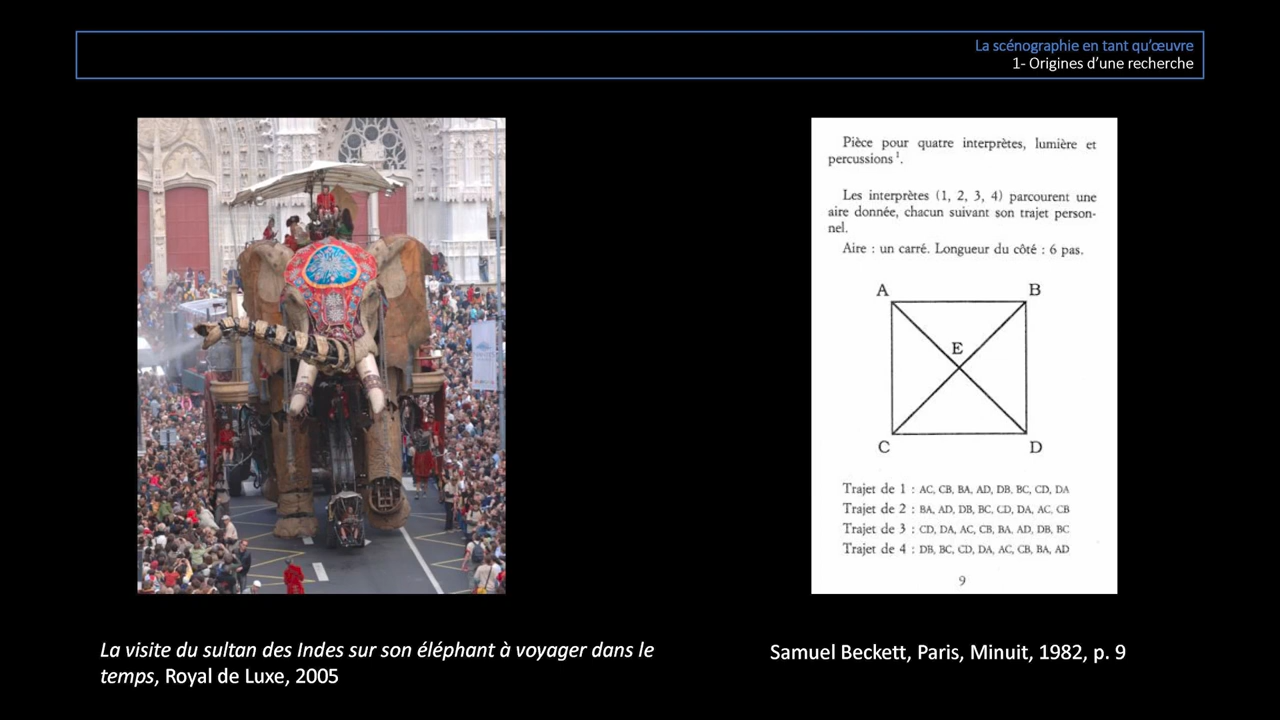 La scénographie en tant qu’œuvre
1- Origines d’une recherche
Pièce pour quatre interprètes, lumière et
percussions ¹.
Les interprètes (1, 2, 3, 4) parcourent une
aire donnée, chacun suivant son trajet person-
nel.
Aire : un carré. Longueur du côté : 6 pas.
A
B
E
C
D
Trajet de 1 : AC, CB, BA, AD, DB, BC, CD, DA
Trajet de 2 : BA, AD, DB, BC, CD, DA, AC, CB
Trajet de 3 : CD, DA, AC, CB, BA, AD, DB, BC
Trajet de 4 : DB, BC, CD, DA, AC, CB, BA, AD
9
La visite du sultan des Indes sur son éléphant à voyager dans le
temps, Royal de Luxe, 2005
Samuel Beckett, Paris, Minuit, 1982, p. 9